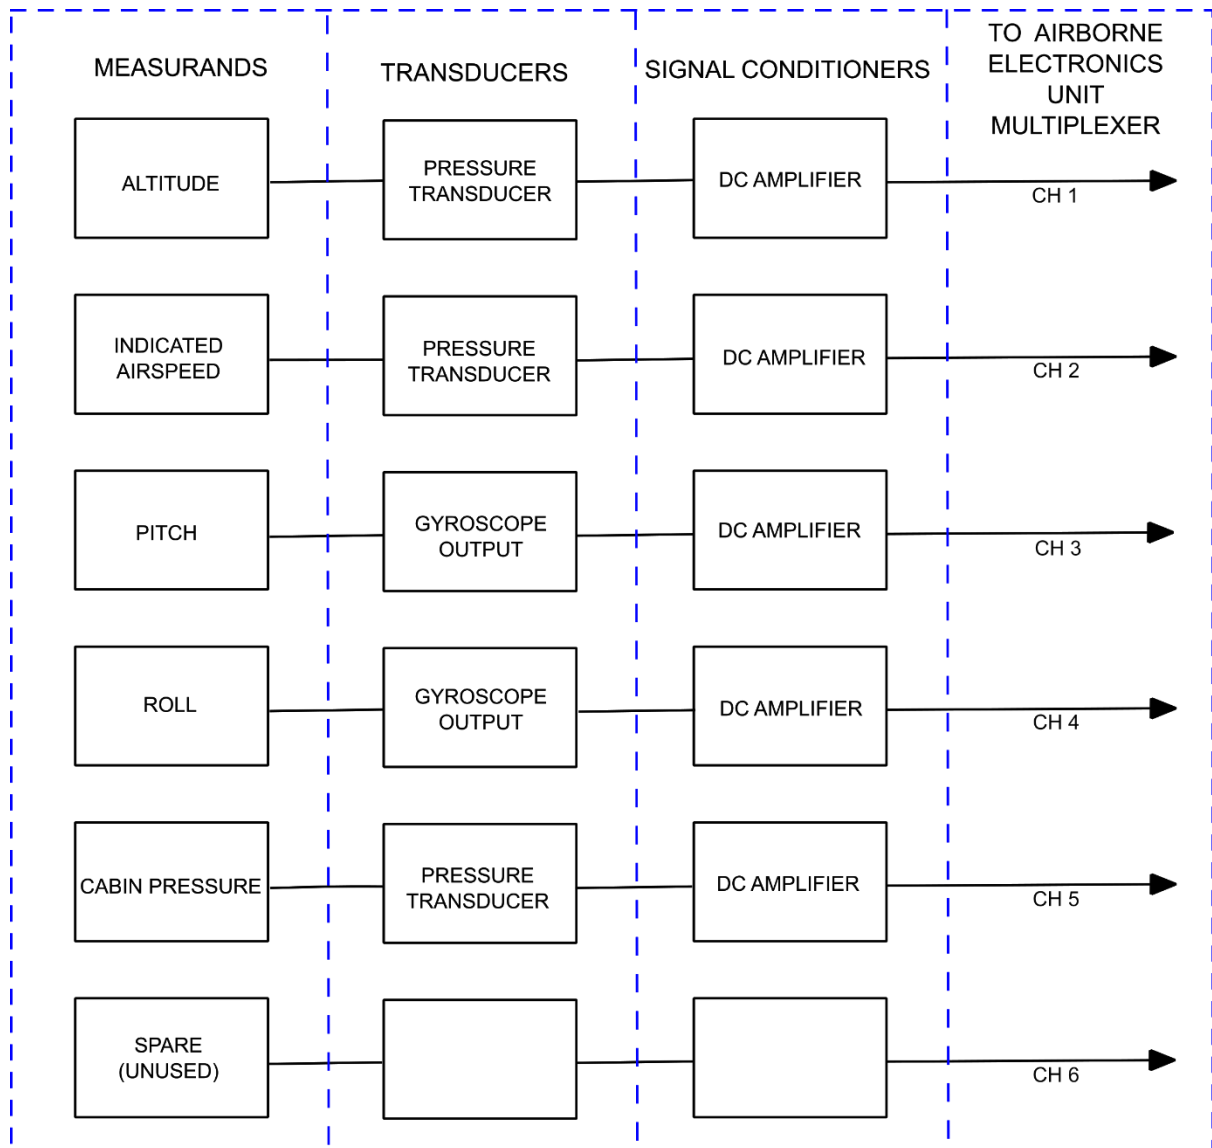 MEASURANDS
TRANSDUCERS
SIGNAL CONDITIONERS
TO AIRBORNE
ELECTRONICS
UNIT
MULTIPLEXER
ALTITUDE
PRESSURE
TRANSDUCER
DC AMPLIFIER
CH 1
INDICATED
AIRSPEED
PRESSURE
TRANSDUCER
DC AMPLIFIER
CH 2
PITCH
GYROSCOPE
OUTPUT
DC AMPLIFIER
CH 3
ROLL
GYROSCOPE
OUTPUT
DC AMPLIFIER
CH 4
CABIN PRESSURE
PRESSURE
TRANSDUCER
DC AMPLIFIER
CH 5
SPARE
(UNUSED)
CH 6